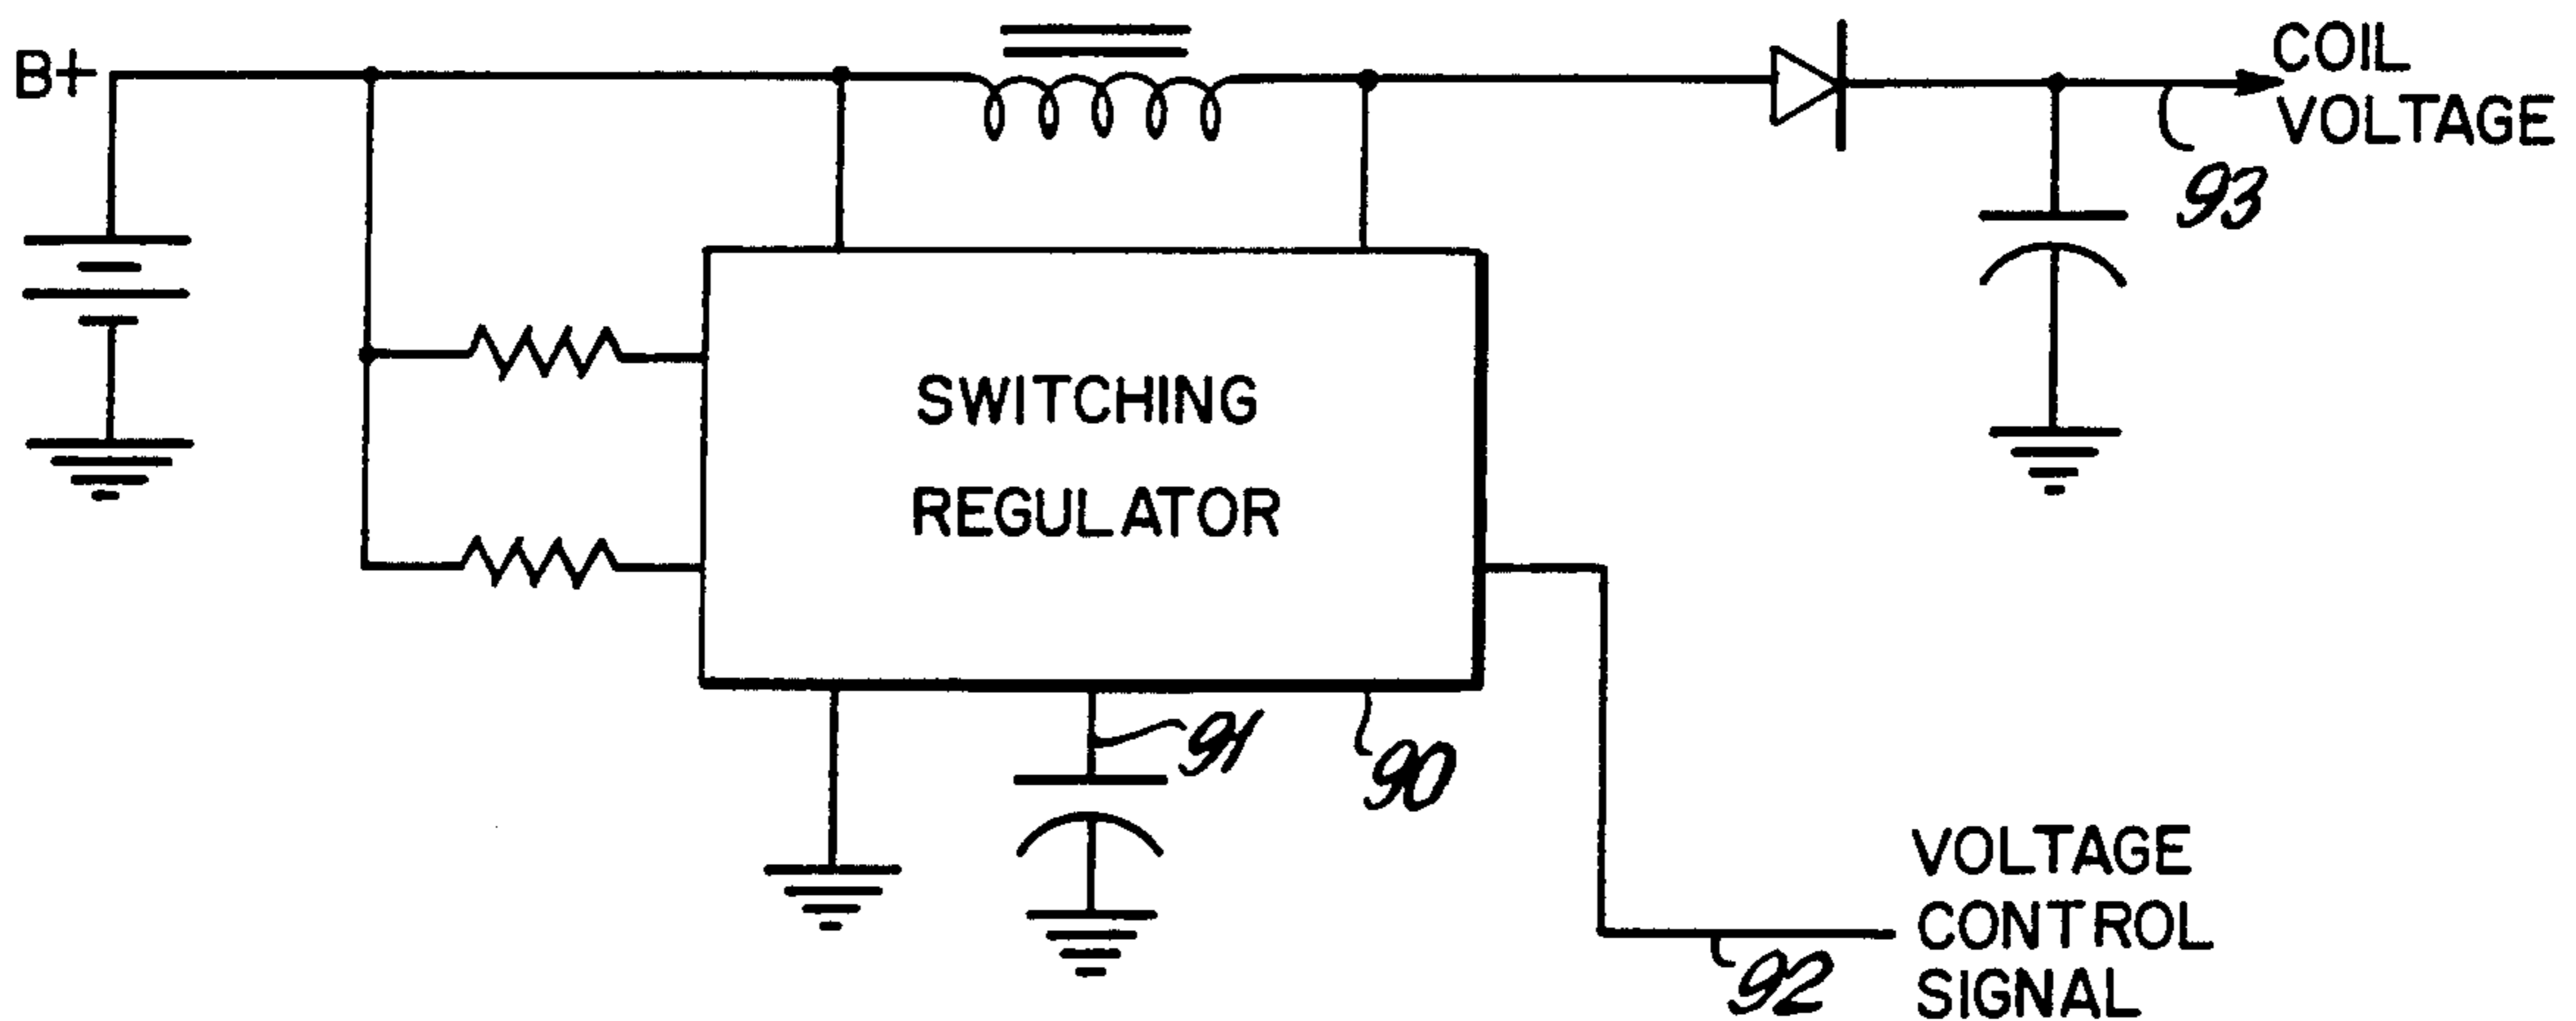 B+
COIL
VOLTAGE
93
SWITCHING
REGULATOR
91
90
VOLTAGE
CONTROL
SIGNAL
92